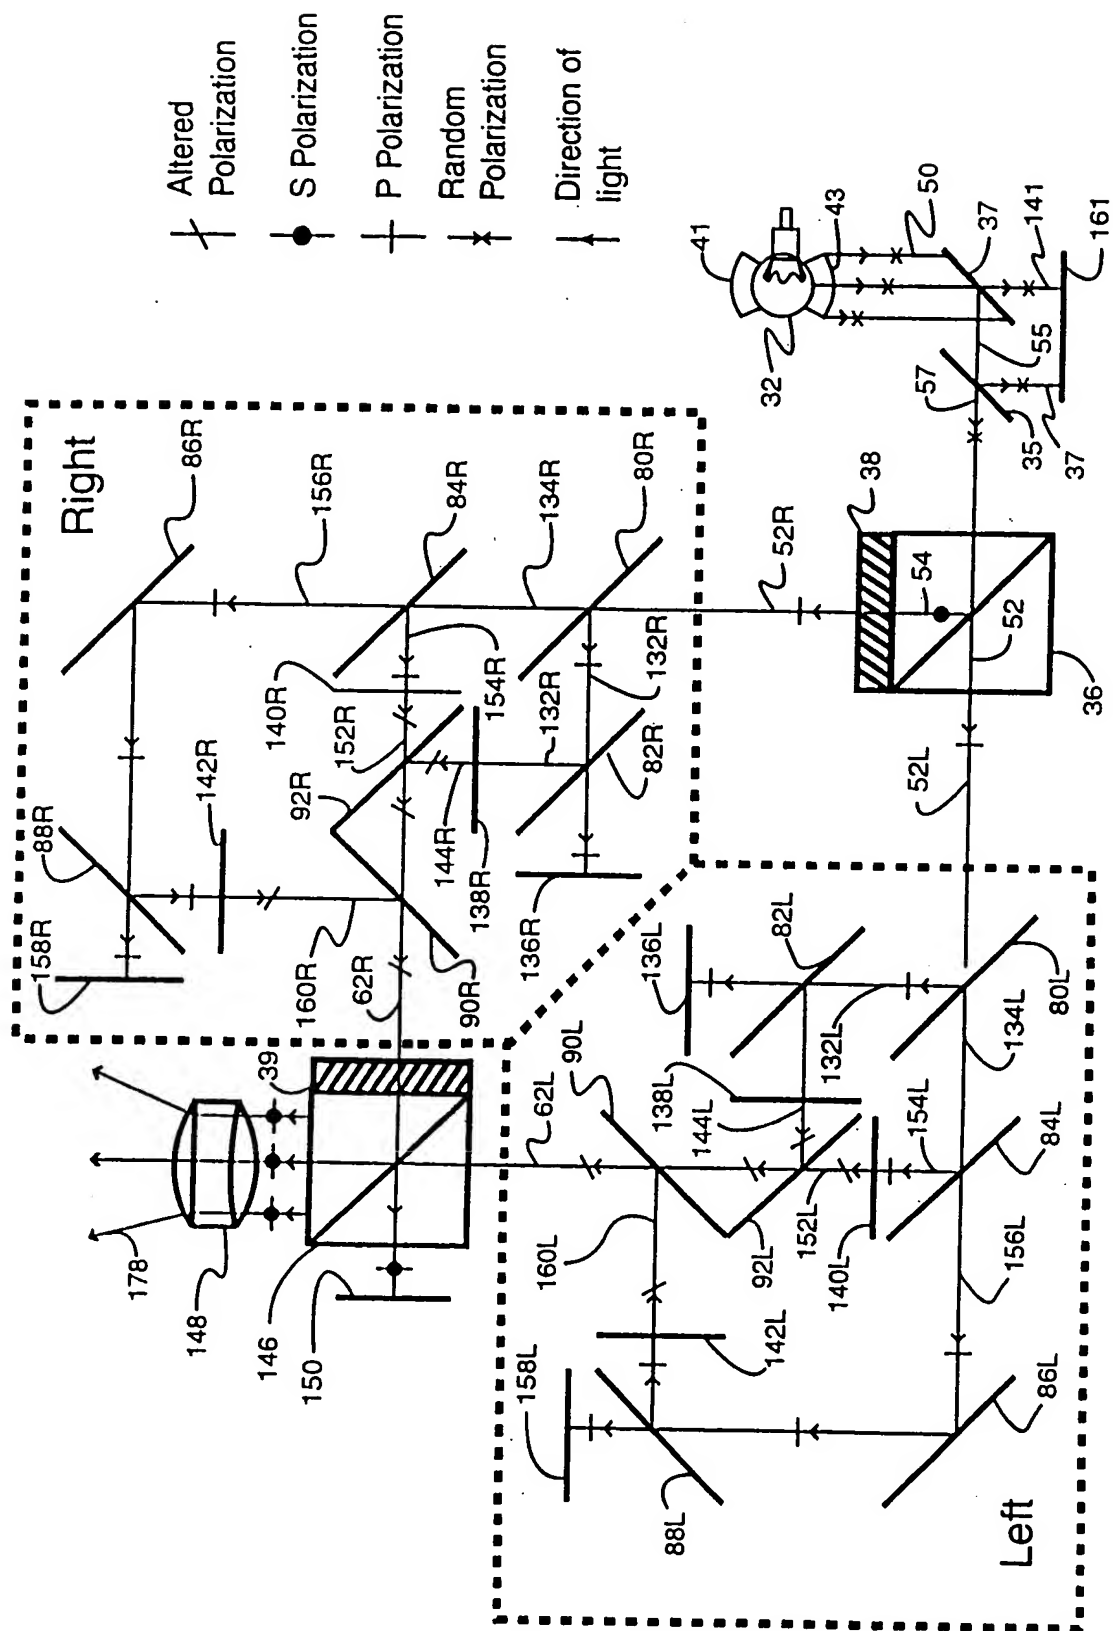 Altered
Polarization
S Polarization
P Polarization
Random
Polarization
Direction of
light
Right
86R
156R
84R
134R
80R
52R
38
54
52
36
52L
88R
142R
140R
152R
92R
154R
132R
132R
82R
144R
138R
136R
158R
160R
62R
90R
41
43
50
37
141
161
32
55
57
35
37
39
178
148
146
150
62L
90L
136L
82L
138L
144L
132L
80L
134L
154L
84L
152L
140L
92L
160L
156L
142L
158L
86L
88L
Left